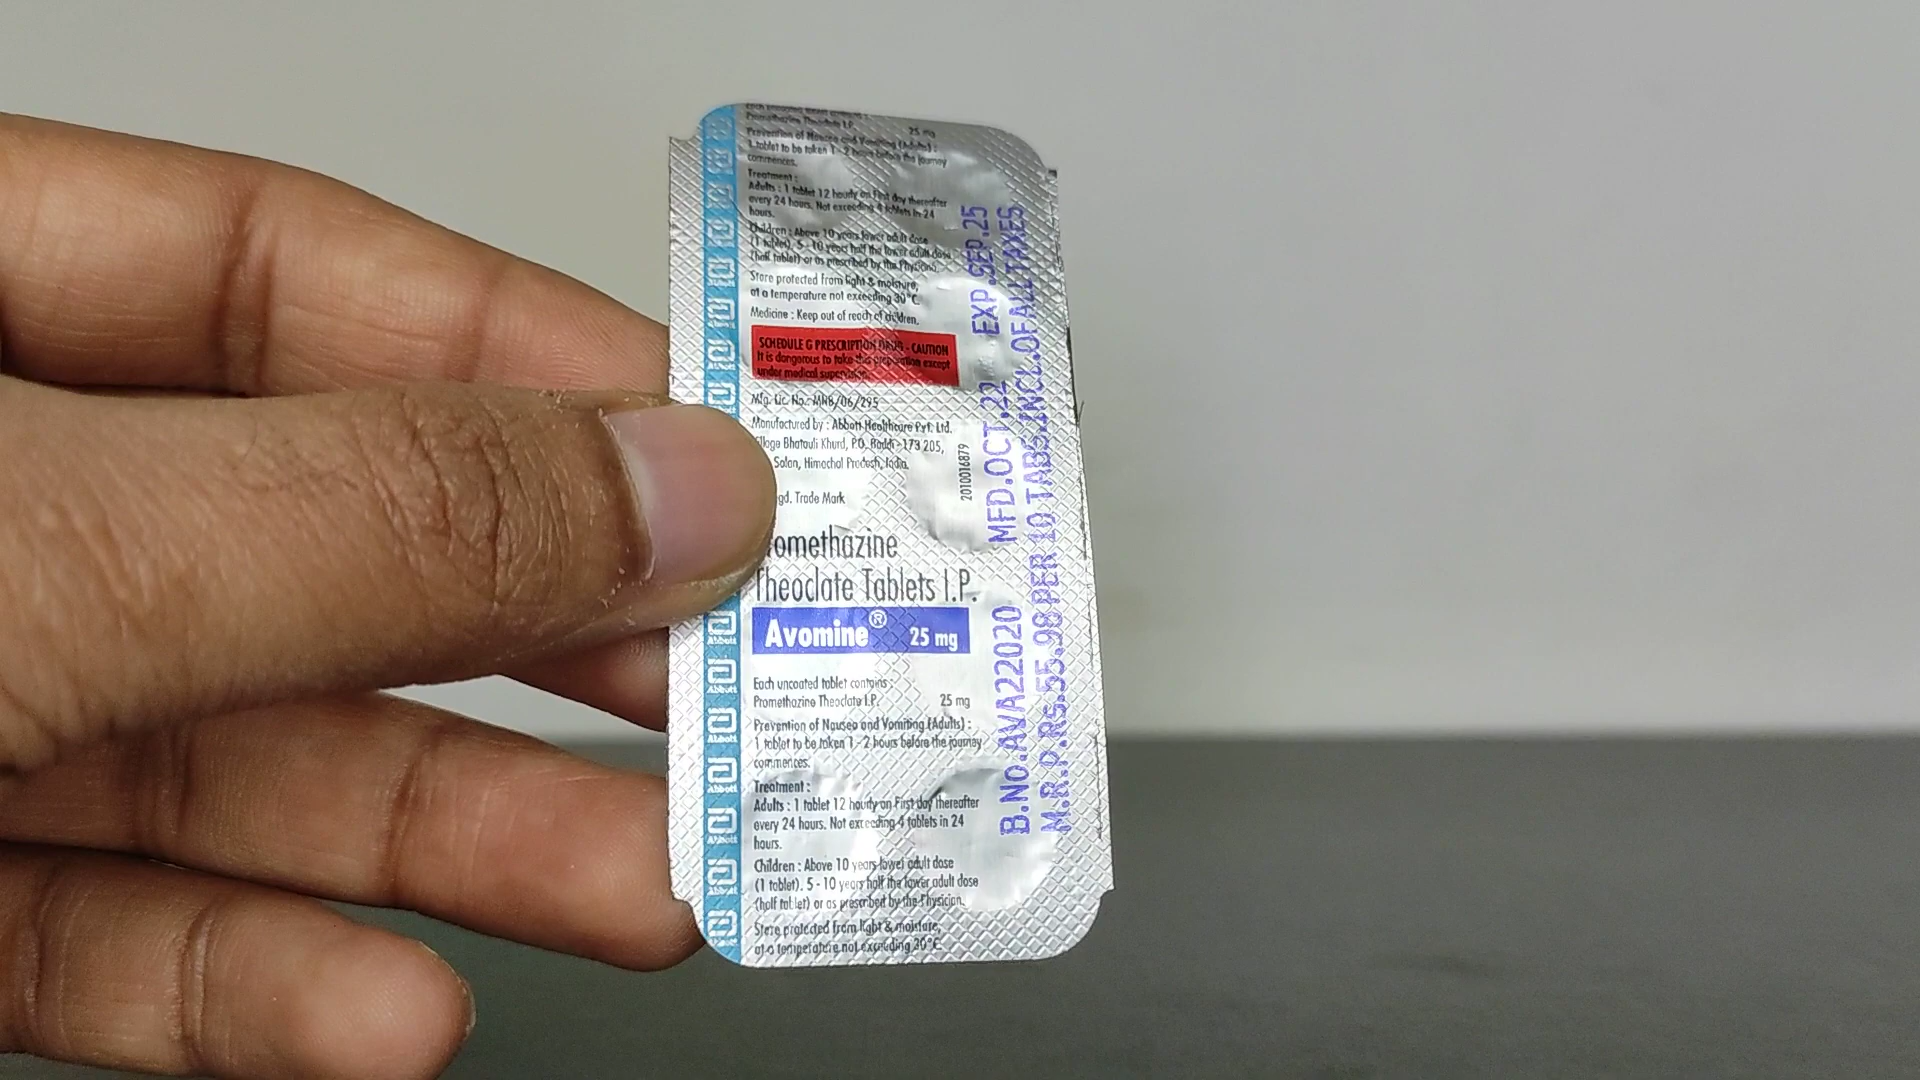 Promethazine Theoclate I.P. 25 mg
Prevention of Nausea and Vomiting (Adults) :
1 tablet to be taken 1 - 2 hours before the journey
commences.
Treatment :
Adults : 1 tablet 12 hourly on First day thereafter
every 24 hours. Not exceeding 4 tablets in 24
hours.
Children : Above 10 years lower adult dose
(1 tablet). 5 - 10 years half the lower adult dose
(half tablet) or as prescribed by the Physician.
Store protected from light & moisture,
at a temperature not exceeding 30°C.
Medicine : Keep out of reach of children.
SCHEDULE G PRESCRIPTION DRUG - CAUTION
It is dangerous to take this preparation except
under medical supervision.
Mfg. Lic. No.: MNB/06/295
Manufactured by : Abbott Healthcare Pvt. Ltd.
Bhatauli Khurd, P.O. Baddi-173 205,
Solan, Himachal Pradesh, India.
gd. Trade Mark
omethazine
Theoclate Tablets I.P.
Avomine® 25 mg
Each uncoated tablet contains :
Promethazine Theoclate I.P. 25 mg
Prevention of Nausea and Vomiting (Adults) :
1 tablet to be taken 1 - 2 hours before the journey
commences.
Treatment :
Adults : 1 tablet 12 hourly on First day thereafter
every 24 hours. Not exceeding 4 tablets in 24
hours.
Children : Above 10 years lower adult dose
(1 tablet). 5 - 10 years half the lower adult dose
(half tablet) or as prescribed by the Physician.
Store protected from light & moisture,
at a temperature not exceeding 30°C.
2010016879
B.No.AVA22020 MFD.OCT.22 EXP.SEP.25
M.R.P.RS.55.98 PER 10 TABS.INCL.OF ALL TAXES
Abbott
Abbott
Abbott
Abbott
Abbott
Abbott